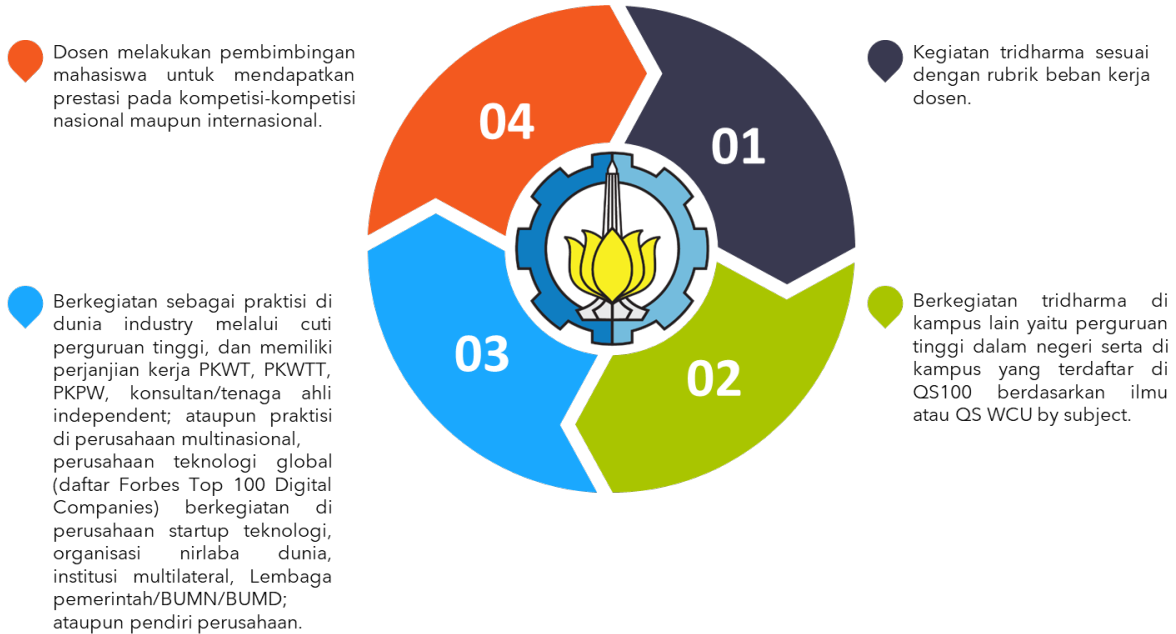 01
Kegiatan tridharma sesuai
dengan rubrik beban kerja
dosen.
02
Berkegiatan tridharma di
kampus lain yaitu perguruan
tinggi dalam negeri serta di
kampus yang terdaftar di
QS100 berdasarkan ilmu
atau QS WCU by subject.
03
Berkegiatan sebagai praktisi di
dunia industry melalui cuti
perguruan tinggi, dan memiliki
perjanjian kerja PKWT, PKWTT,
PKPW, konsultan/tenaga ahli
independent; ataupun praktisi
di perusahaan multinasional,
perusahaan teknologi global
(daftar Forbes Top 100 Digital
Companies) berkegiatan di
perusahaan startup teknologi,
organisasi nirlaba dunia,
institusi multilateral, Lembaga
pemerintah/BUMN/BUMD;
ataupun pendiri perusahaan.
04
Dosen melakukan pembimbingan
mahasiswa untuk mendapatkan
prestasi pada kompetisi-kompetisi
nasional maupun internasional.